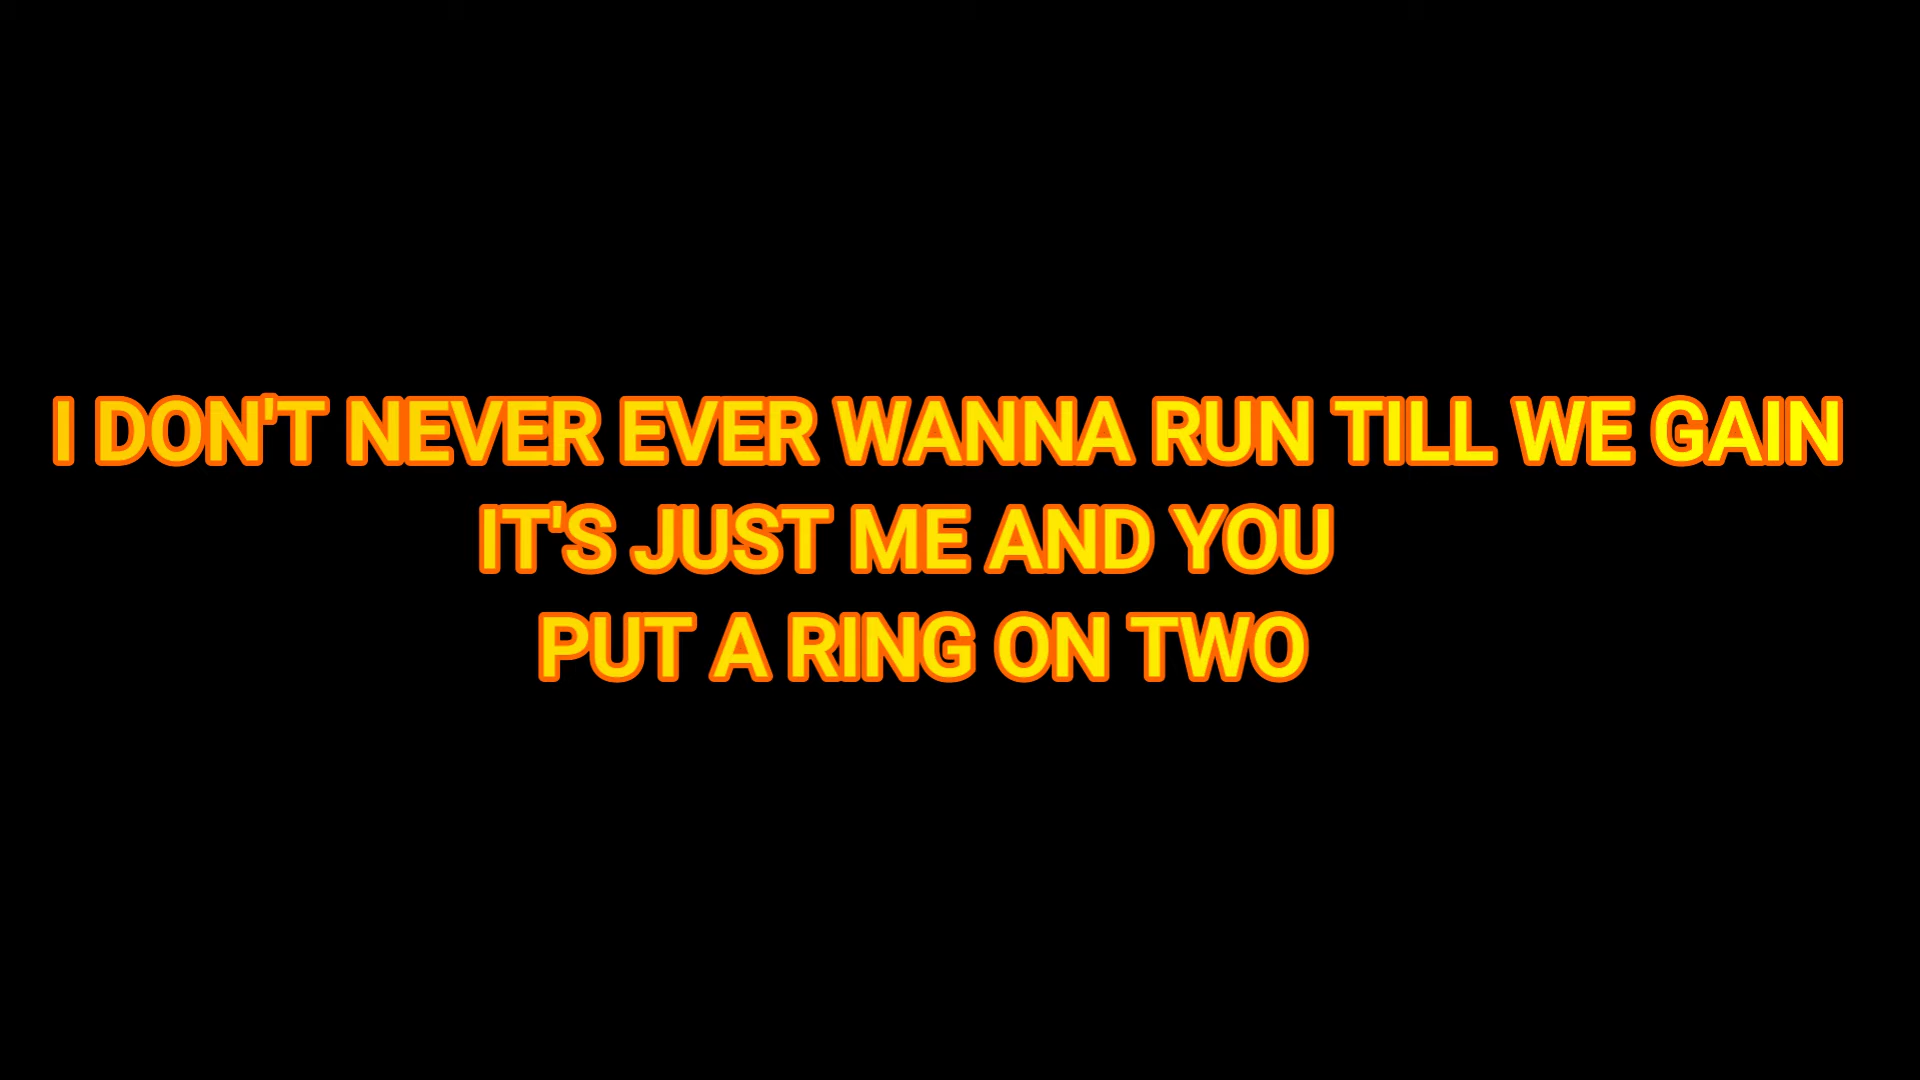 I DON'T NEVER EVER WANNA RUN TILL WE GAIN
IT'S JUST ME AND YOU
PUT A RING ON TWO